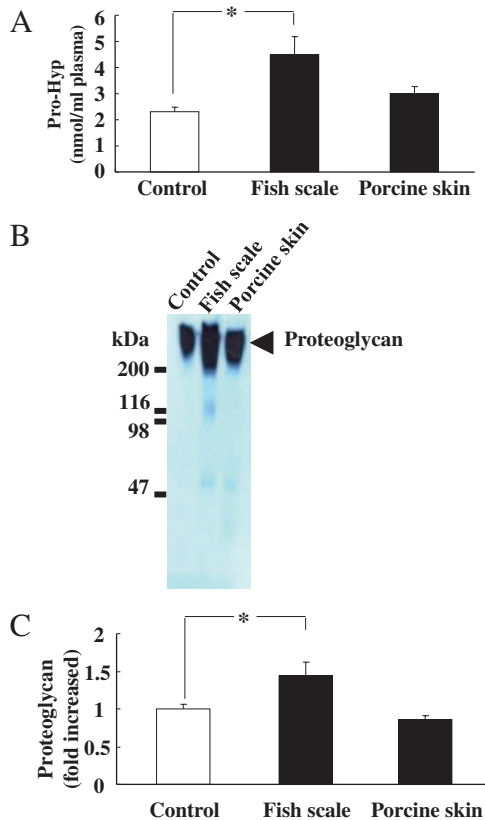 A
Pro-Hyp
(nmol/ml plasma)
6
5
4
3
2
1
0
*
Control Fish scale Porcine skin
B
Control
Fish scale
Porcine skin
kDa
200
116
98
47
Proteoglycan
C
Proteoglycan
(fold increased)
2
1.5
1
0.5
0
*
Control Fish scale Porcine skin